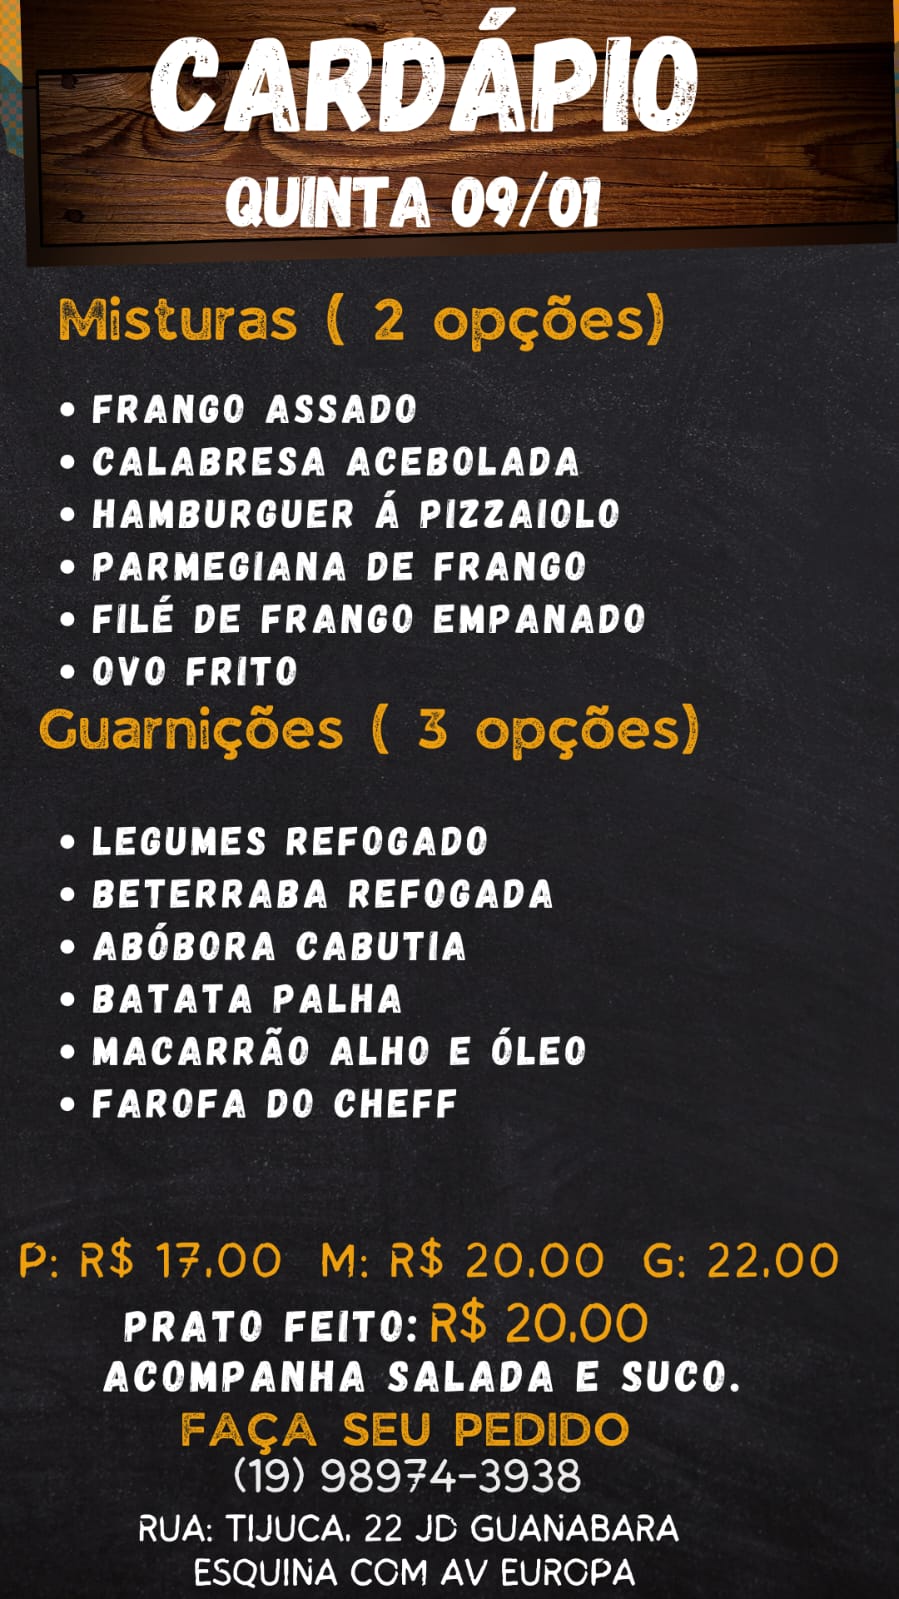 CARDÁPIO
QUINTA 09/01
Misturas ( 2 opções)
• FRANGO ASSADO
• CALABRESA ACEBOLADA
• HAMBURGUER Á PIZZAIOLO
• PARMEGIANA DE FRANGO
• FILÉ DE FRANGO EMPANADO
• OVO FRITO
Guarnições ( 3 opções)
• LEGUMES REFOGADO
• BETERRABA REFOGADA
• ABÓBORA CABUTIA
• BATATA PALHA
• MACARRÃO ALHO E ÓLEO
• FAROFA DO CHEFF
P: R$ 17,00 M: R$ 20,00 G: 22,00
PRATO FEITO: R$ 20,00
ACOMPANHA SALADA E SUCO.
FAÇA SEU PEDIDO
(19) 98974-3938
RUA: TIJUCA, 22 JD GUANABARA
ESQUINA COM AV EUROPA